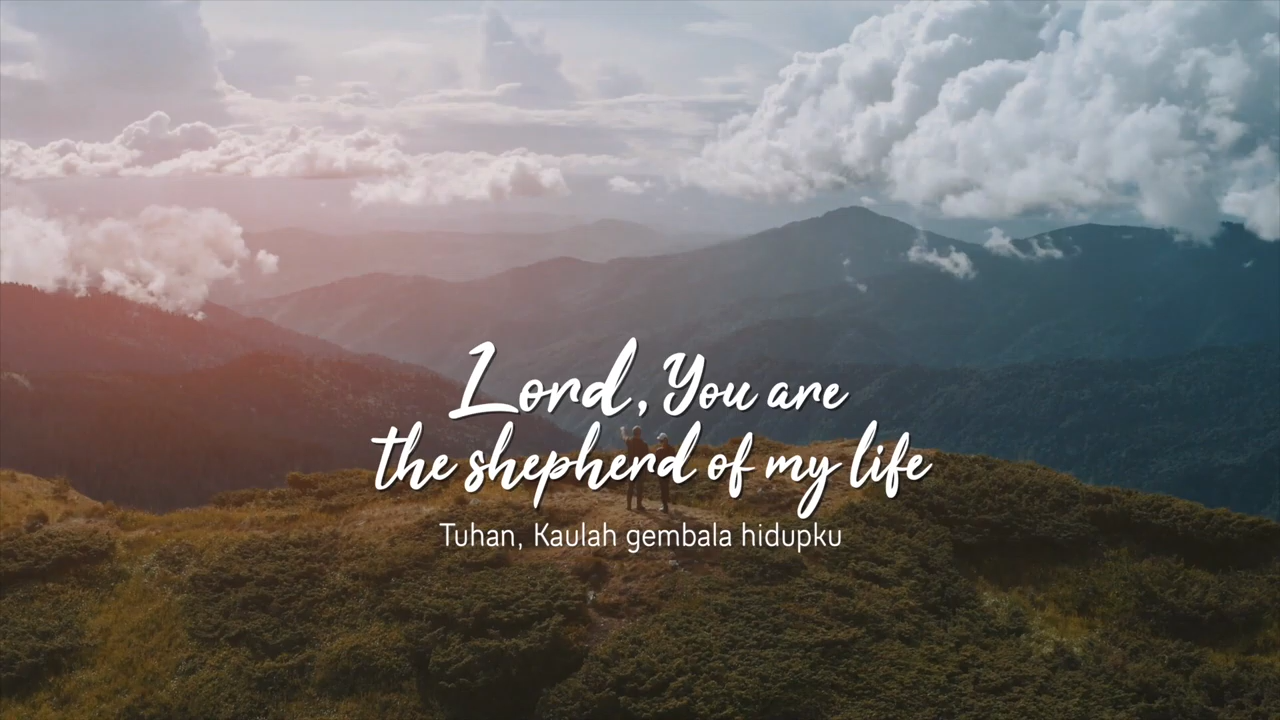 Lord, You are
the shepherd of my life
Tuhan, Kaulah gembala hidupku